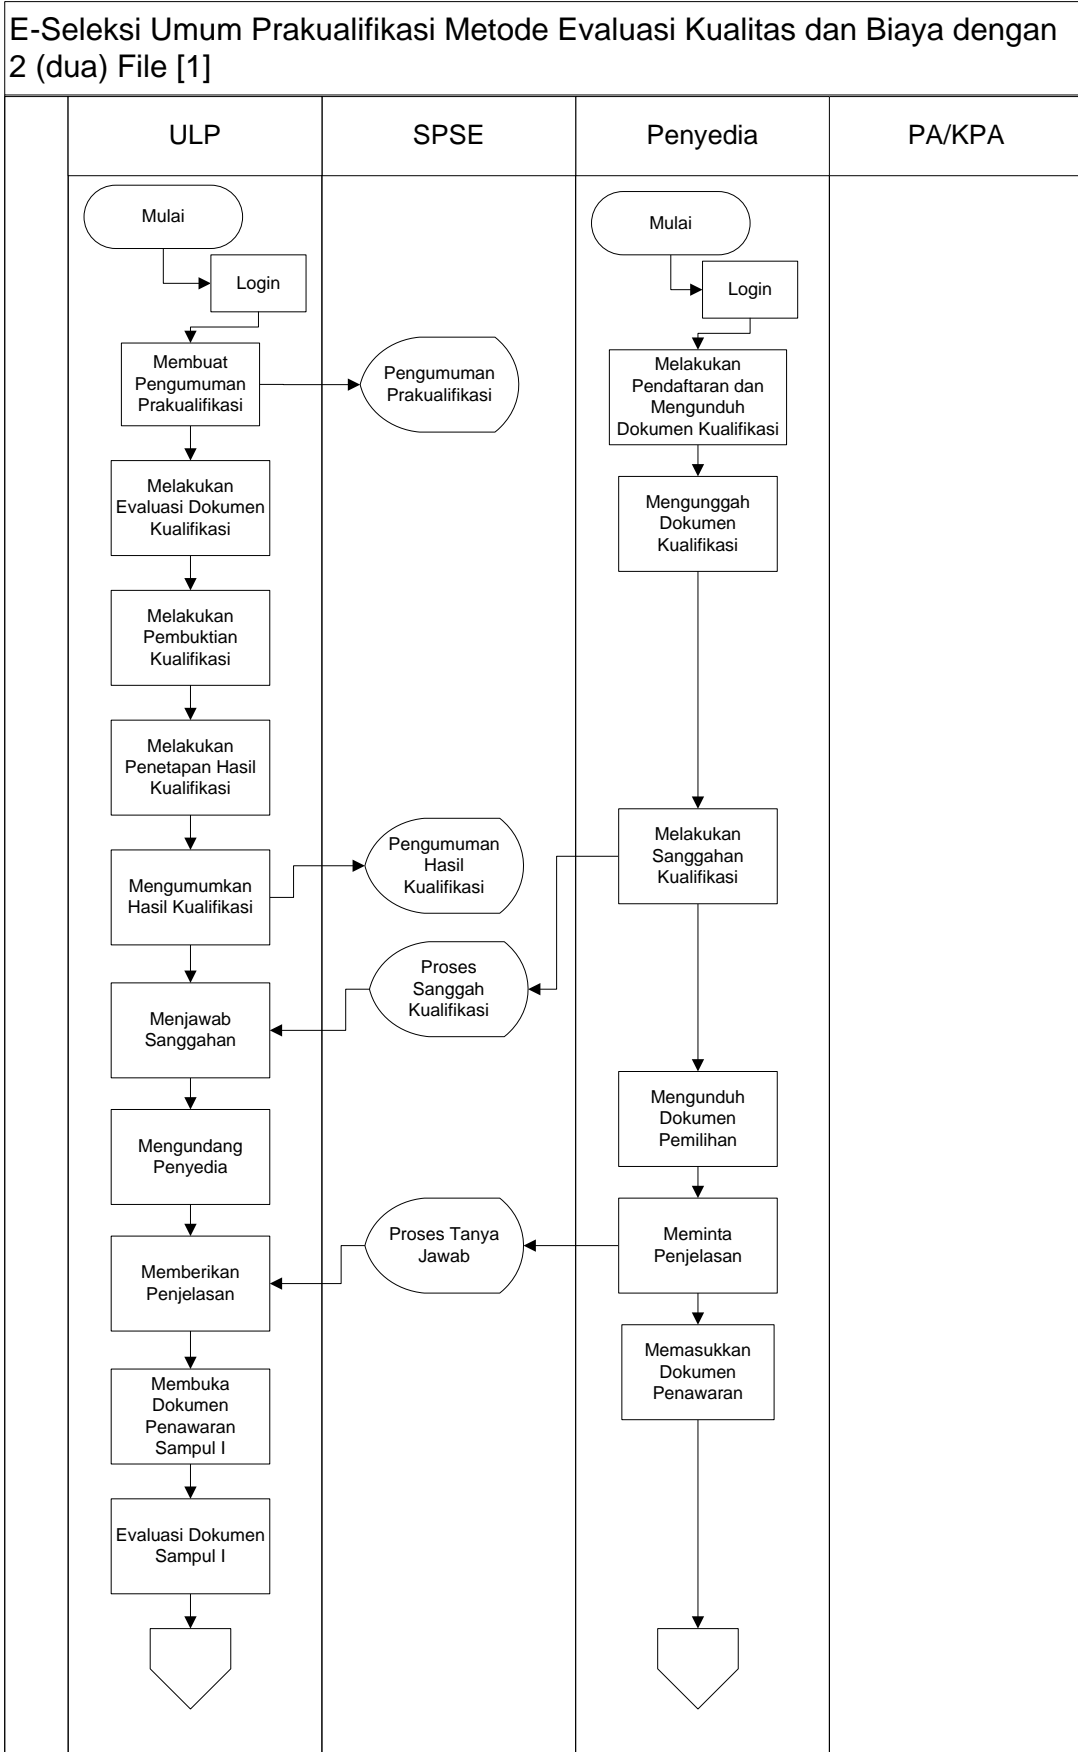 E-Seleksi Umum Prakualifikasi Metode Evaluasi Kualitas dan Biaya dengan
2 (dua) File [1]
ULP
SPSE
Penyedia
PA/KPA
Mulai
Mulai
Login
Login
Membuat
Pengumuman
Prakualifikasi
Pengumuman
Prakualifikasi
Melakukan
Pendaftaran dan
Mengunduh
Dokumen Kualifikasi
Melakukan
Evaluasi Dokumen
Kualifikasi
Mengunggah
Dokumen
Kualifikasi
Melakukan
Pembuktian
Kualifikasi
Melakukan
Penetapan Hasil
Kualifikasi
Mengumumkan
Hasil Kualifikasi
Pengumuman
Hasil
Kualifikasi
Melakukan
Sanggahan
Kualifikasi
Proses
Sanggah
Kualifikasi
Menjawab
Sanggahan
Mengundang
Penyedia
Mengunduh
Dokumen
Pemilihan
Memberikan
Penjelasan
Proses Tanya
Jawab
Meminta
Penjelasan
Membuka
Dokumen
Penawaran
Sampul I
Memasukkan
Dokumen
Penawaran
Evaluasi Dokumen
Sampul I